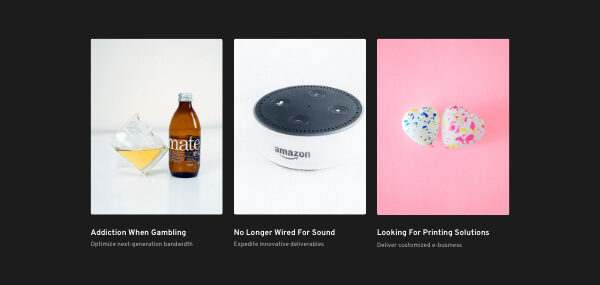 mate
amazon
Addiction When Gambling
Optimize next-generation bandwidth
No Longer Wired For Sound
Expedite innovative deliverables
Looking For Printing Solutions
Deliver customized e-business